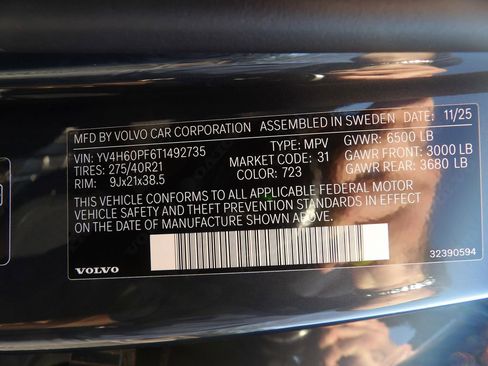 MFD BY VOLVO CAR CORPORATION ASSEMBLED IN SWEDEN DATE: 11/25
VIN: YV4H60PF6T1492735 TYPE: MPV GVWR: 6500 LB
TIRES: 275/40R21 MARKET CODE: 31 GAWR FRONT: 3000 LB
RIM: 9Jx21x38.5 COLOR: 723 GAWR REAR: 3680 LB
THIS VEHICLE CONFORMS TO ALL APPLICABLE FEDERAL MOTOR
VEHICLE SAFETY AND THEFT PREVENTION STANDARDS IN EFFECT
ON THE DATE OF MANUFACTURE SHOWN ABOVE.
VOLVO 32390594